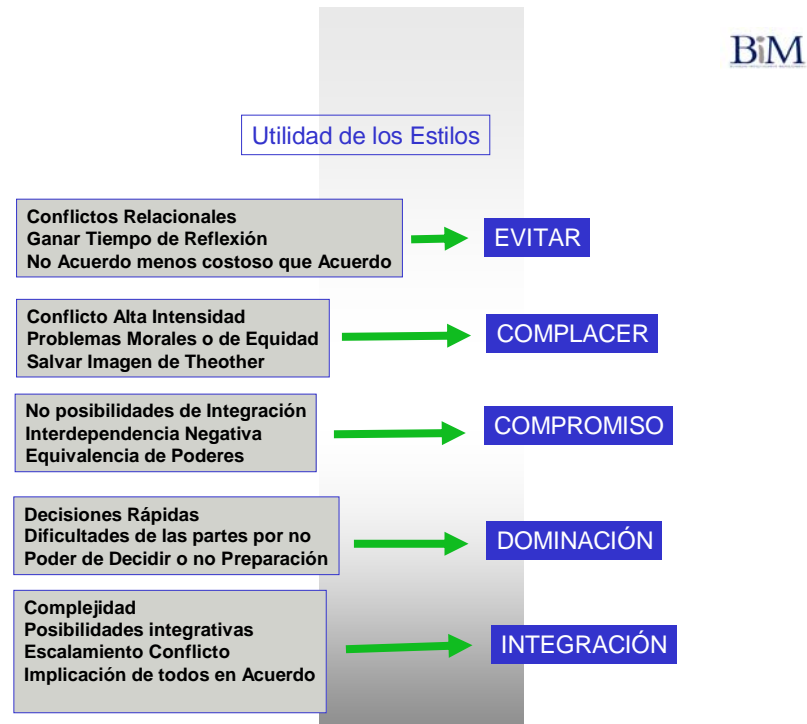 BiM
Utilidad de los Estilos
Conflictos Relacionales
Ganar Tiempo de Reflexión
No Acuerdo menos costoso que Acuerdo
EVITAR
Conflicto Alta Intensidad
Problemas Morales o de Equidad
Salvar Imagen de Theother
COMPLACER
No posibilidades de Integración
Interdependencia Negativa
Equivalencia de Poderes
COMPROMISO
Decisiones Rápidas
Dificultades de las partes por no
Poder de Decidir o no Preparación
DOMINACIÓN
Complejidad
Posibilidades integrativas
Escalamiento Conflicto
Implicación de todos en Acuerdo
INTEGRACIÓN